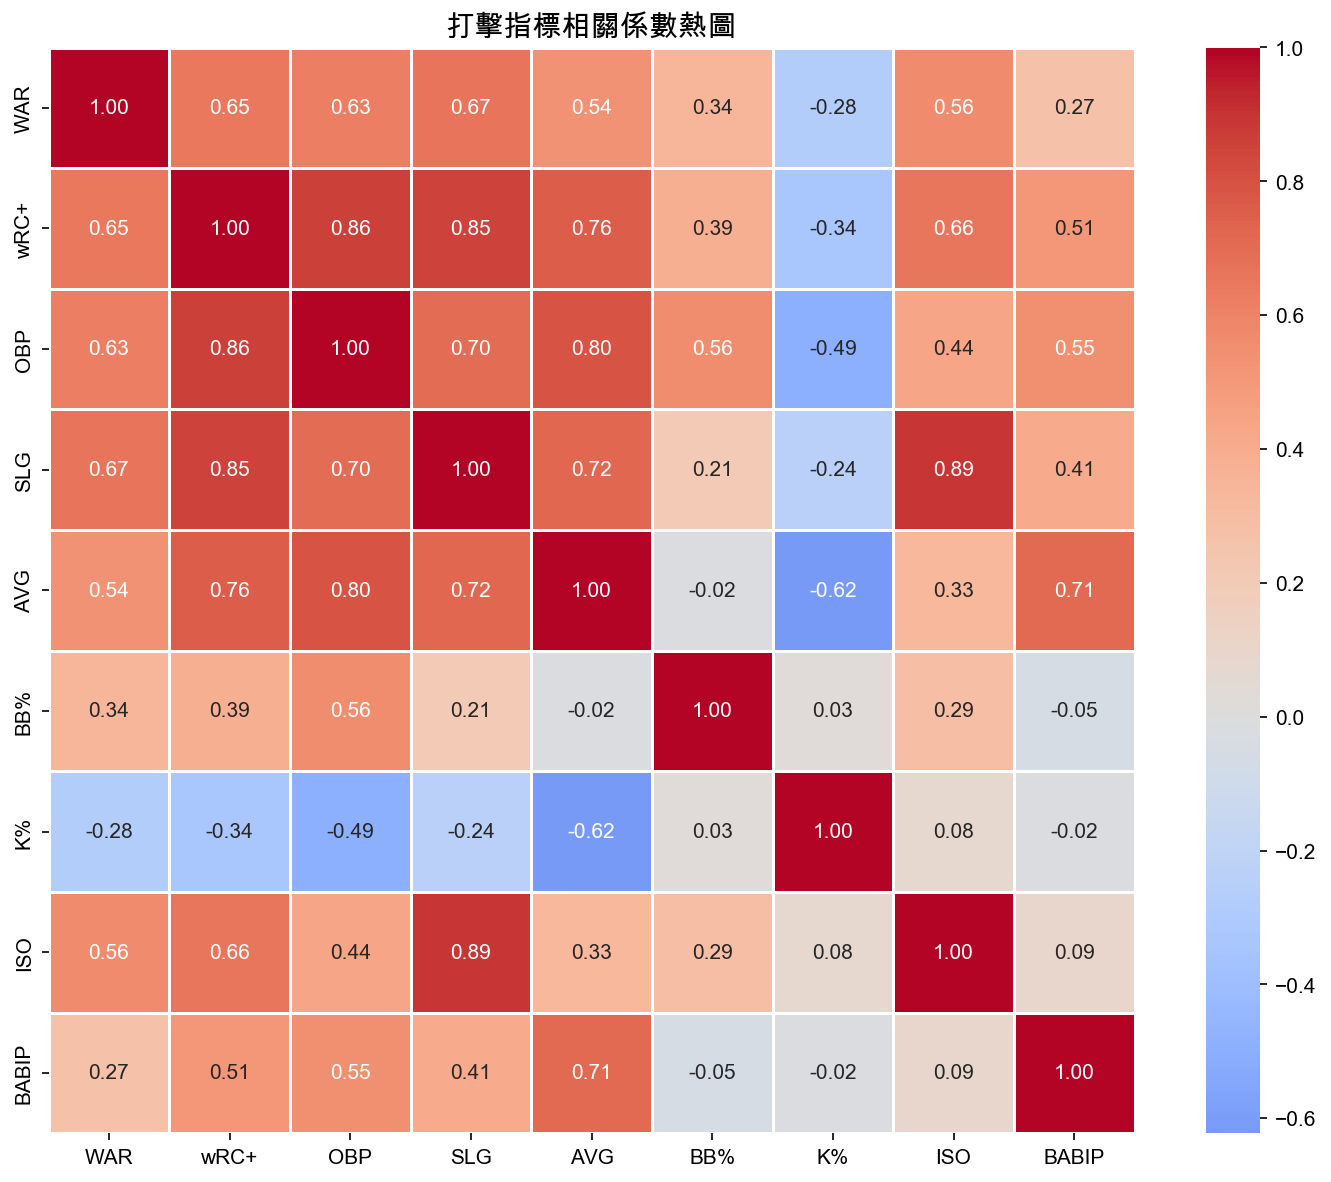 打擊指標相關係數熱圖
WAR 1.00 0.65 0.63 0.67 0.54 0.34 -0.28 0.56 0.27
wRC+ 0.65 1.00 0.86 0.85 0.76 0.39 -0.34 0.66 0.51
OBP 0.63 0.86 1.00 0.70 0.80 0.56 -0.49 0.44 0.55
SLG 0.67 0.85 0.70 1.00 0.72 0.21 -0.24 0.89 0.41
AVG 0.54 0.76 0.80 0.72 1.00 -0.02 -0.62 0.33 0.71
BB% 0.34 0.39 0.56 0.21 -0.02 1.00 0.03 0.29 -0.05
K% -0.28 -0.34 -0.49 -0.24 -0.62 0.03 1.00 0.08 -0.02
ISO 0.56 0.66 0.44 0.89 0.33 0.29 0.08 1.00 0.09
BABIP 0.27 0.51 0.55 0.41 0.71 -0.05 -0.02 0.09 1.00
WAR wRC+ OBP SLG AVG BB% K% ISO BABIP
1.0
0.8
0.6
0.4
0.2
0.0
−0.2
−0.4
−0.6